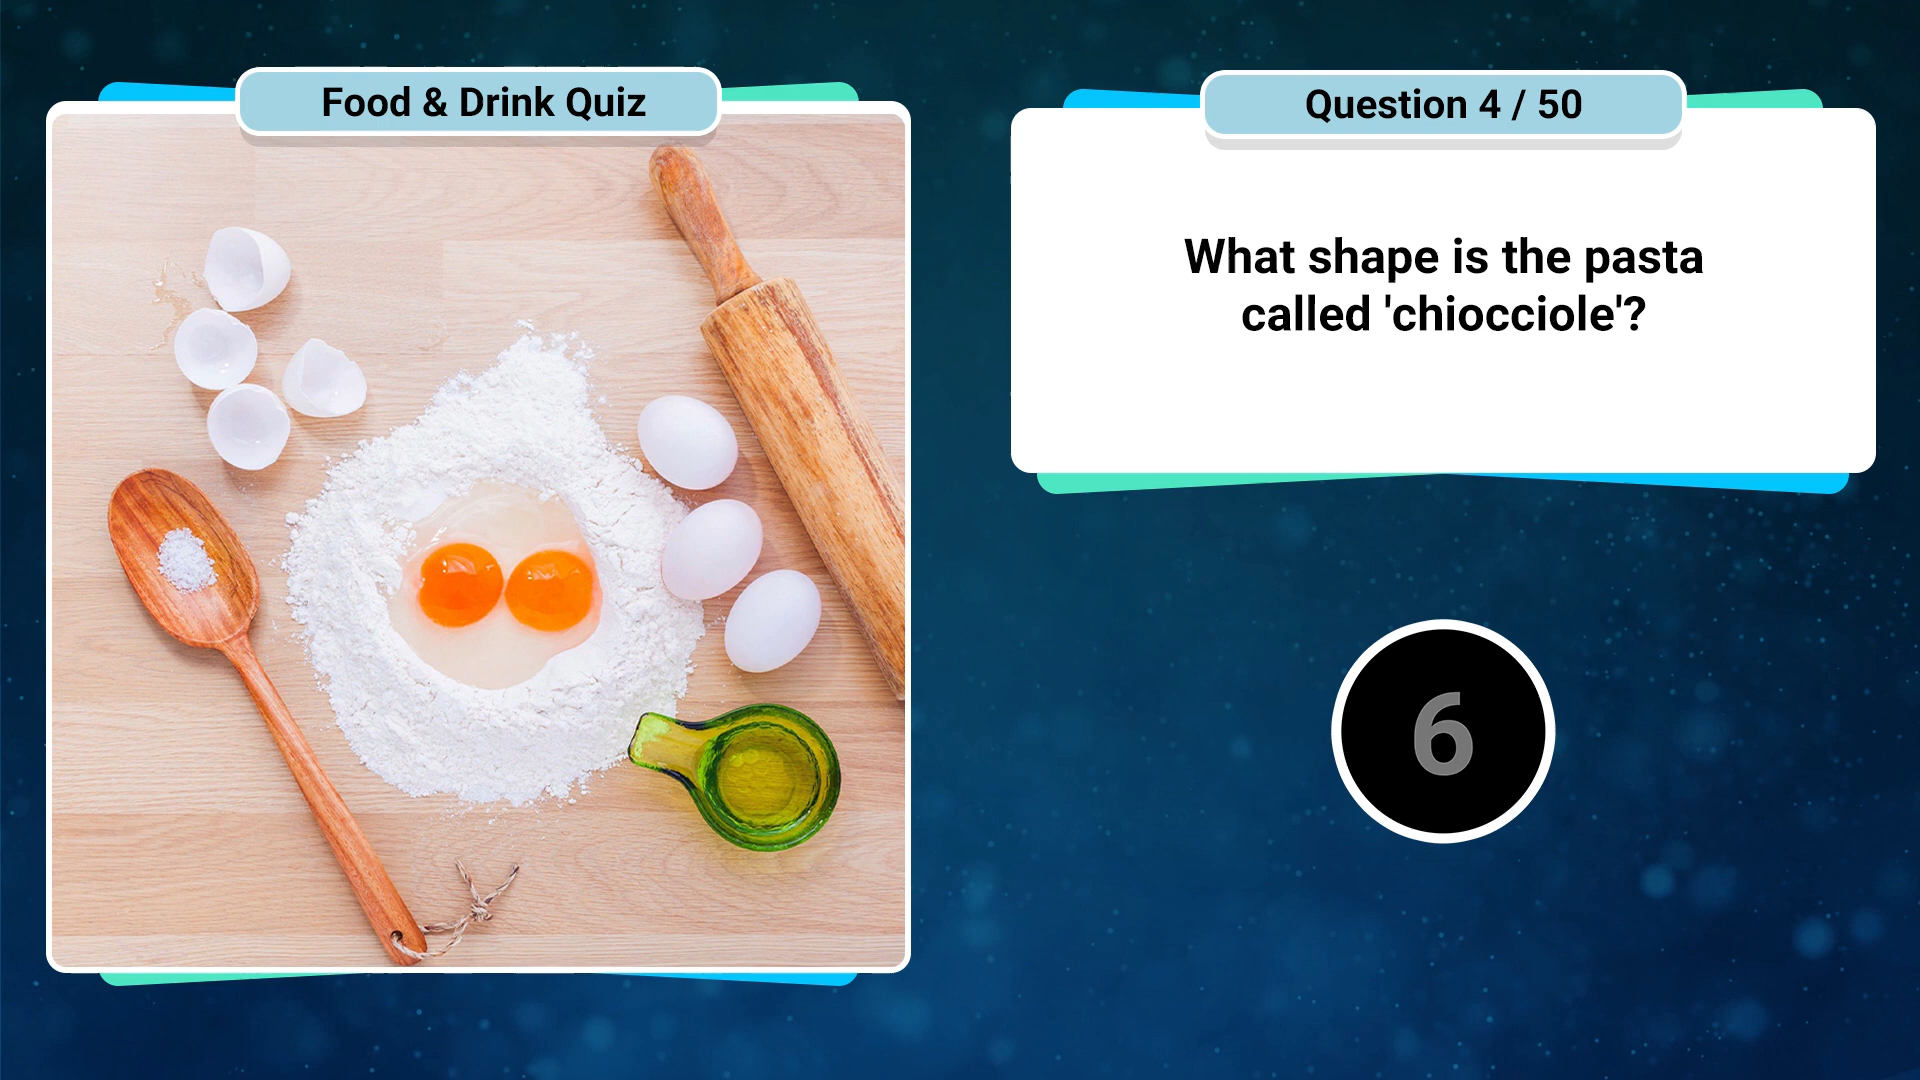 Food & Drink Quiz
Question 4 / 50
What shape is the pasta
called 'chiocciole'?
6